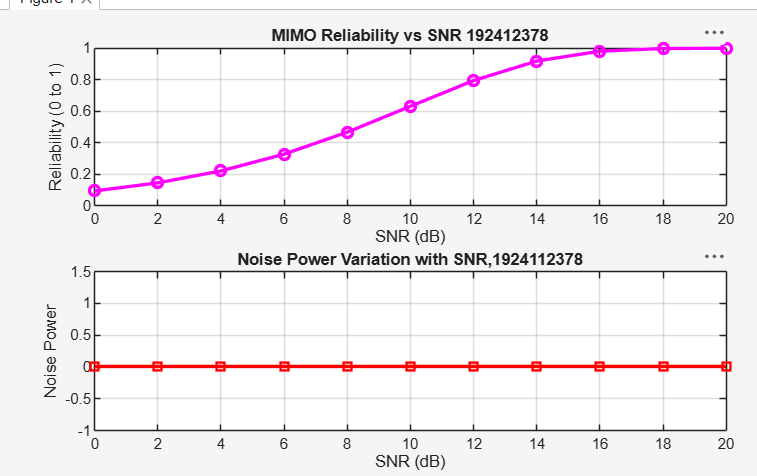 Figure 1 ×
MIMO Reliability vs SNR 192412378
Reliability (0 to 1)
1
0.8
0.6
0.4
0.2
0
0 2 4 6 8 10 12 14 16 18 20
SNR (dB)
Noise Power Variation with SNR,1924112378
Noise Power
1.5
1
0.5
0
-0.5
-1
0 2 4 6 8 10 12 14 16 18 20
SNR (dB)